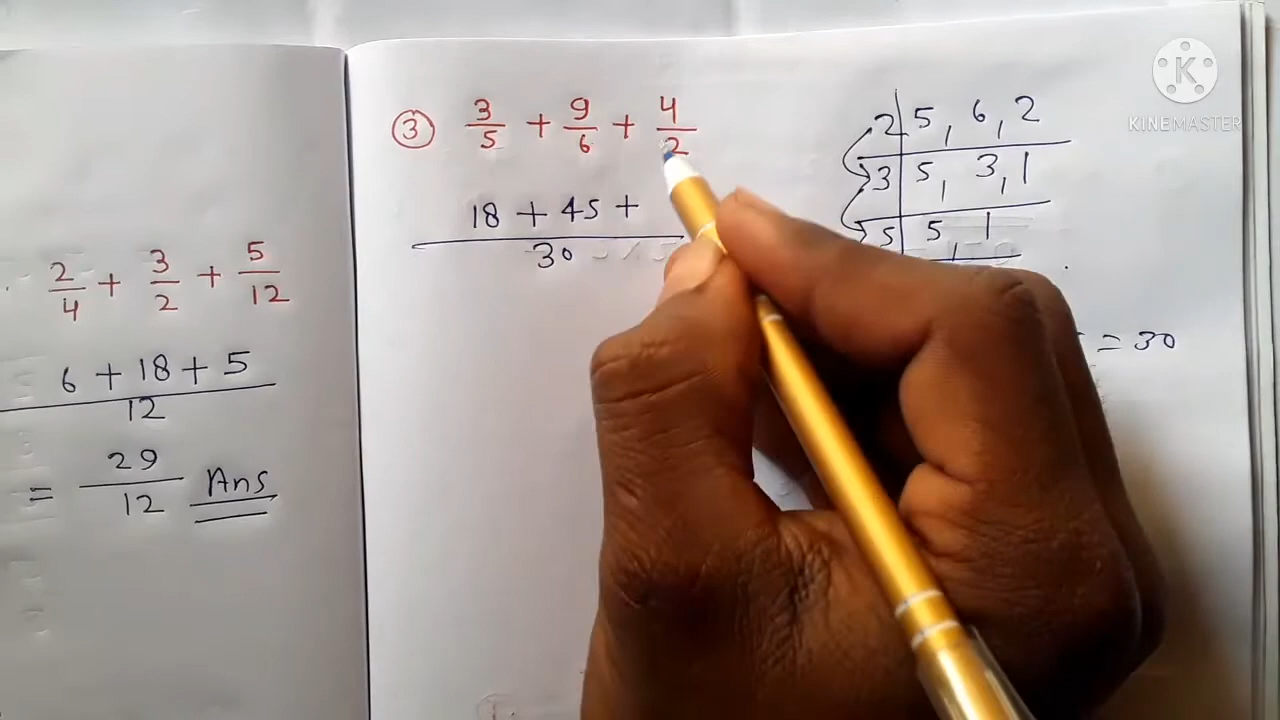 2/4 + 3/2 + 5/12
6 + 18 + 5
12
= 29/12 Ans
③ 3/5 + 9/6 + 4/2
18 + 45 +
30
2 5, 6, 2
3 5, 3, 1
5 5, 1
= 30
K
KINEMASTER